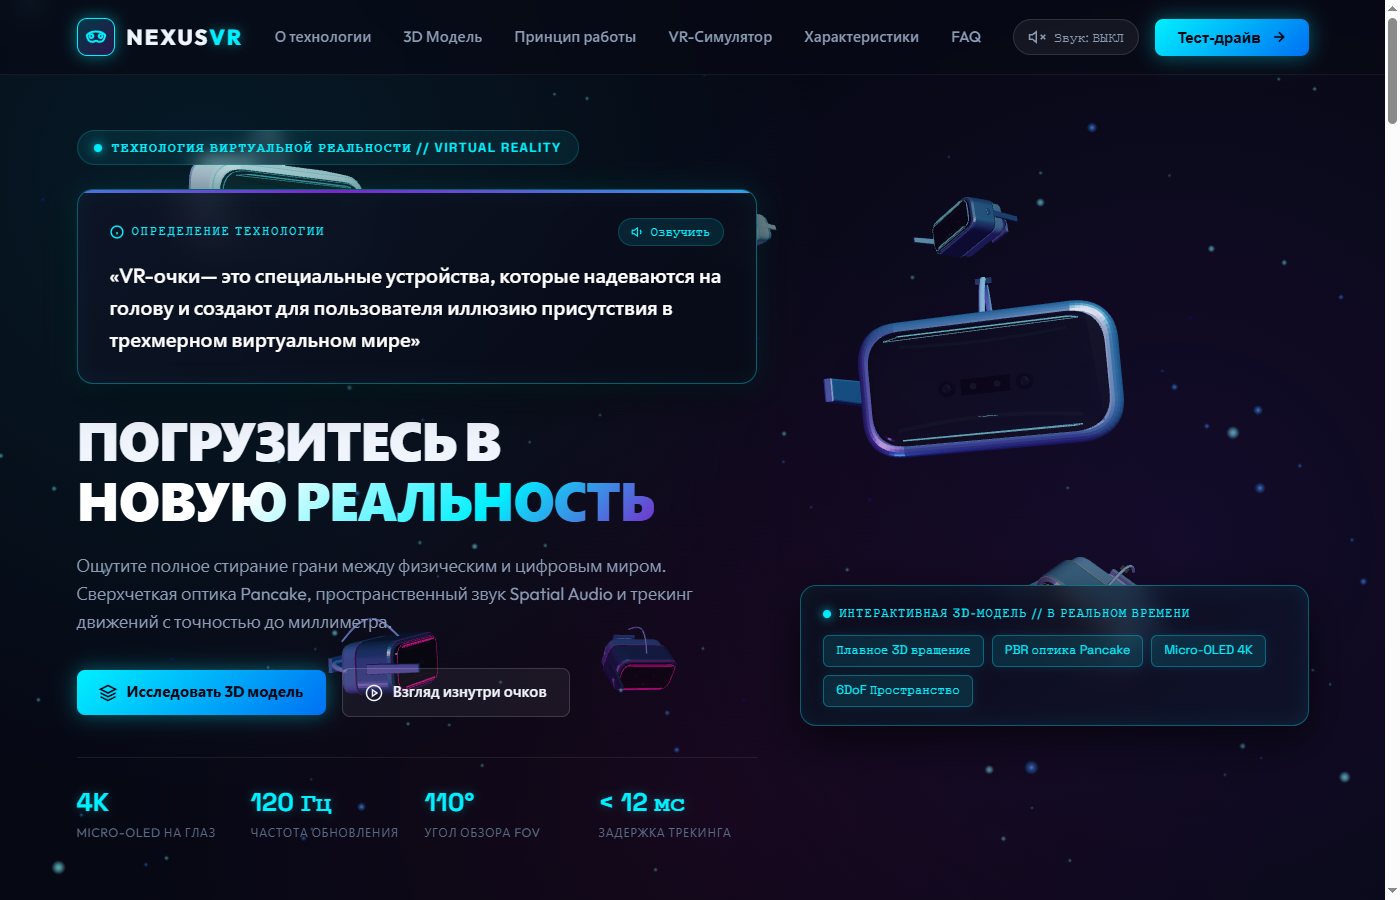 NEXUSVR
О технологии
3D Модель
Принцип работы
VR-Симулятор
Характеристики
FAQ
Звук: ВЫКЛ
Тест-драйв
ТЕХНОЛОГИЯ ВИРТУАЛЬНОЙ РЕАЛЬНОСТИ // VIRTUAL REALITY
ОПРЕДЕЛЕНИЕ ТЕХНОЛОГИИ
Озвучить
«VR-очки— это специальные устройства, которые надеваются на
голову и создают для пользователя иллюзию присутствия в
трехмерном виртуальном мире»
ПОГРУЗИТЕСЬ В
НОВУЮ РЕАЛЬНОСТЬ
Ощутите полное стирание грани между физическим и цифровым миром.
Сверхчеткая оптика Pancake, пространственный звук Spatial Audio и трекинг
движений с точностью до миллиметра.
Исследовать 3D модель
Взгляд изнутри очков
4K
MICRO-OLED НА ГЛАЗ
120 Гц
ЧАСТОТА ОБНОВЛЕНИЯ
110°
УГОЛ ОБЗОРА FOV
< 12 мс
ЗАДЕРЖКА ТРЕКИНГА
ИНТЕРАКТИВНАЯ 3D-МОДЕЛЬ // В РЕАЛЬНОМ ВРЕМЕНИ
Плавное 3D вращение
PBR оптика Pancake
Micro-OLED 4K
6DoF Пространство